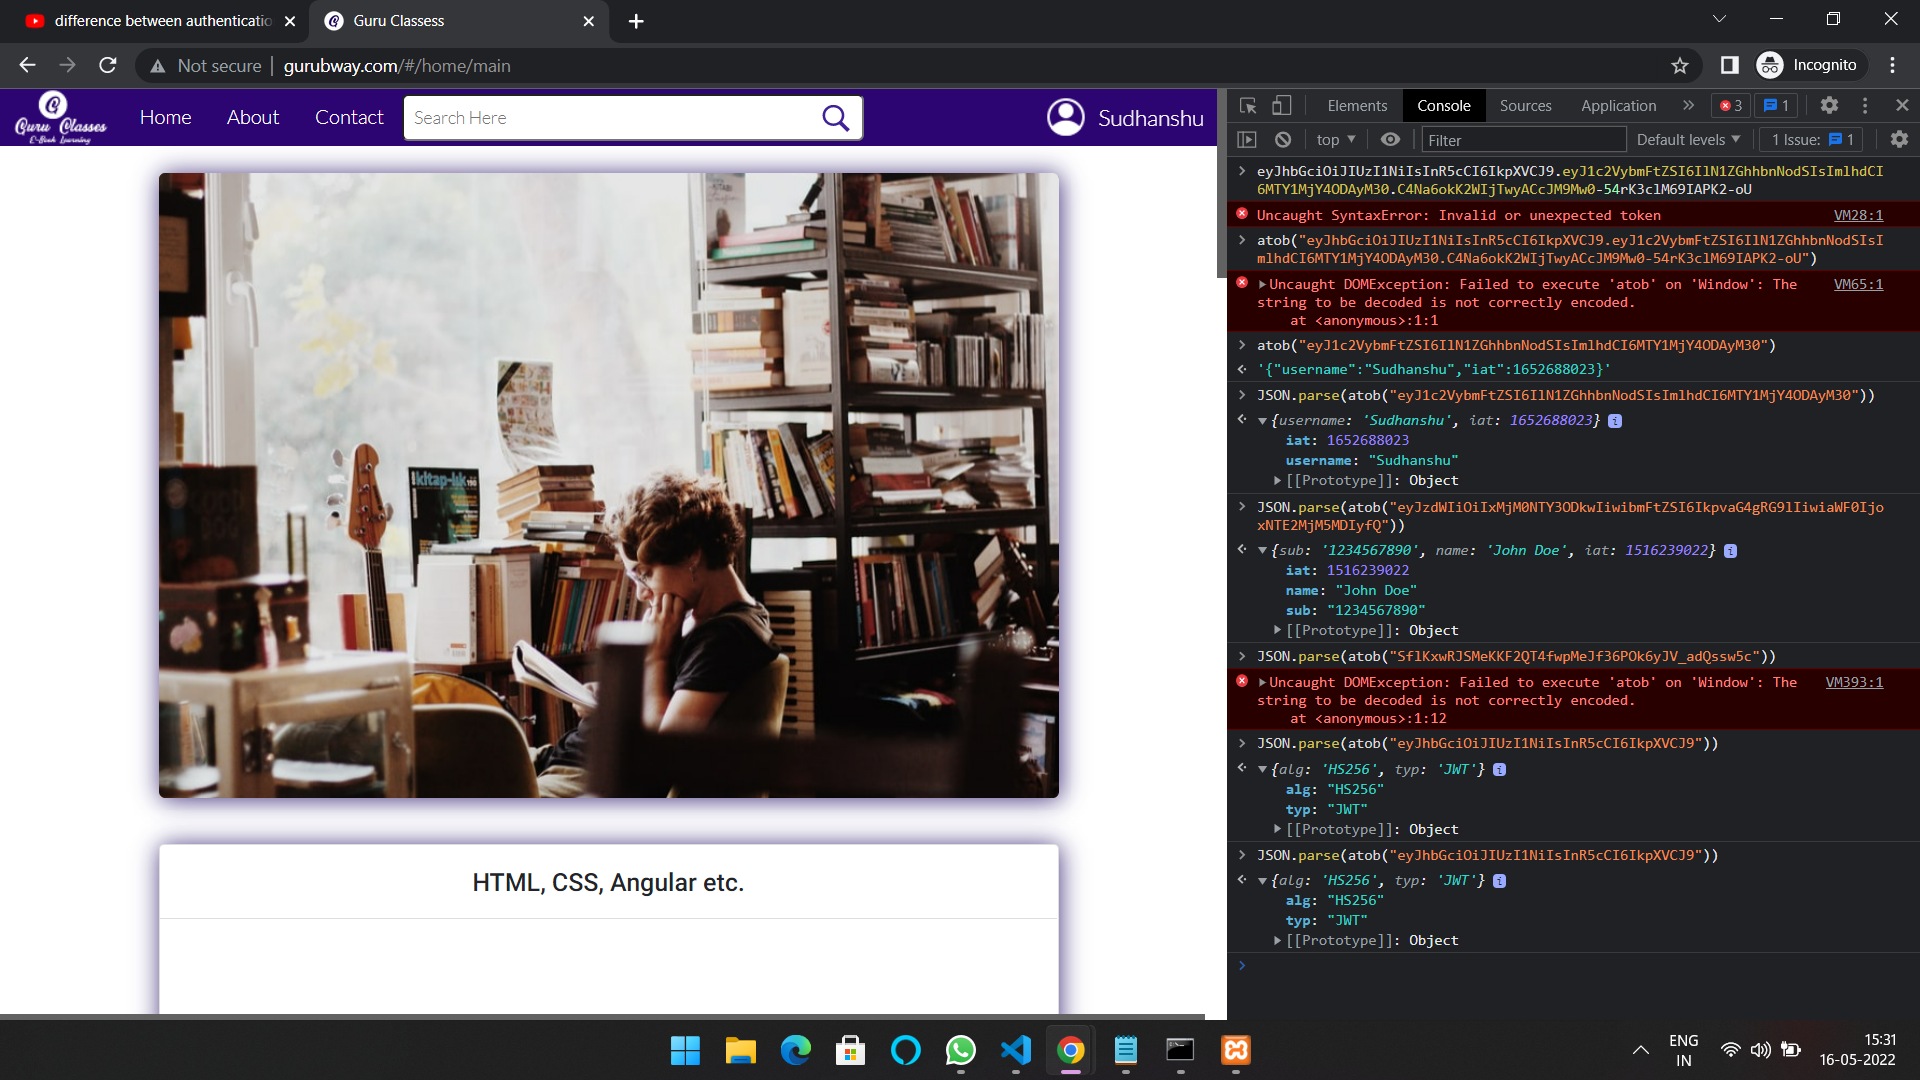 difference between authenticatio
Guru Classess
Not secure
gurubway.com/#/home/main
Incognito
Guru Classes
E-Book Learning
Home
About
Contact
Search Here
Sudhanshu
kitap-lık
HTML, CSS, Angular etc.
Elements
Console
Sources
Application
3
1
top
Filter
Default levels
1 Issue:
1
eyJhbGciOiJIUzI1NiIsInR5cCI6IkpXVCJ9.eyJ1c2VybmFtZSI6IlN1ZGhhbnNodSIsImlhdCI
6MTY1MjY4ODAyM30.C4Na6okK2WIjTwyACcJM9Mw0-54rK3clM69IAPK2-oU
Uncaught SyntaxError: Invalid or unexpected token
VM28:1
atob("eyJhbGciOiJIUzI1NiIsInR5cCI6IkpXVCJ9.eyJ1c2VybmFtZSI6IlN1ZGhhbnNodSIsI
mlhdCI6MTY1MjY4ODAyM30.C4Na6okK2WIjTwyACcJM9Mw0-54rK3clM69IAPK2-oU")
Uncaught DOMException: Failed to execute 'atob' on 'Window': The
VM65:1
string to be decoded is not correctly encoded.
at <anonymous>:1:1
atob("eyJ1c2VybmFtZSI6IlN1ZGhhbnNodSIsImlhdCI6MTY1MjY4ODAyM30")
'{"username":"Sudhanshu","iat":1652688023}'
JSON.parse(atob("eyJ1c2VybmFtZSI6IlN1ZGhhbnNodSIsImlhdCI6MTY1MjY4ODAyM30"))
{username: 'Sudhanshu', iat: 1652688023}
iat: 1652688023
username: "Sudhanshu"
[[Prototype]]: Object
JSON.parse(atob("eyJzdWIiOiIxMjM0NTY3ODkwIiwibmFtZSI6IkpvaG4gRG9lIiwiaWF0Ijo
xNTE2MjM5MDIyfQ"))
{sub: '1234567890', name: 'John Doe', iat: 1516239022}
iat: 1516239022
name: "John Doe"
sub: "1234567890"
[[Prototype]]: Object
JSON.parse(atob("SflKxwRJSMeKKF2QT4fwpMeJf36POk6yJV_adQssw5c"))
Uncaught DOMException: Failed to execute 'atob' on 'Window': The
VM393:1
string to be decoded is not correctly encoded.
at <anonymous>:1:12
JSON.parse(atob("eyJhbGciOiJIUzI1NiIsInR5cCI6IkpXVCJ9"))
{alg: 'HS256', typ: 'JWT'}
alg: "HS256"
typ: "JWT"
[[Prototype]]: Object
JSON.parse(atob("eyJhbGciOiJIUzI1NiIsInR5cCI6IkpXVCJ9"))
{alg: 'HS256', typ: 'JWT'}
alg: "HS256"
typ: "JWT"
[[Prototype]]: Object
ENG
IN
15:31
16-05-2022